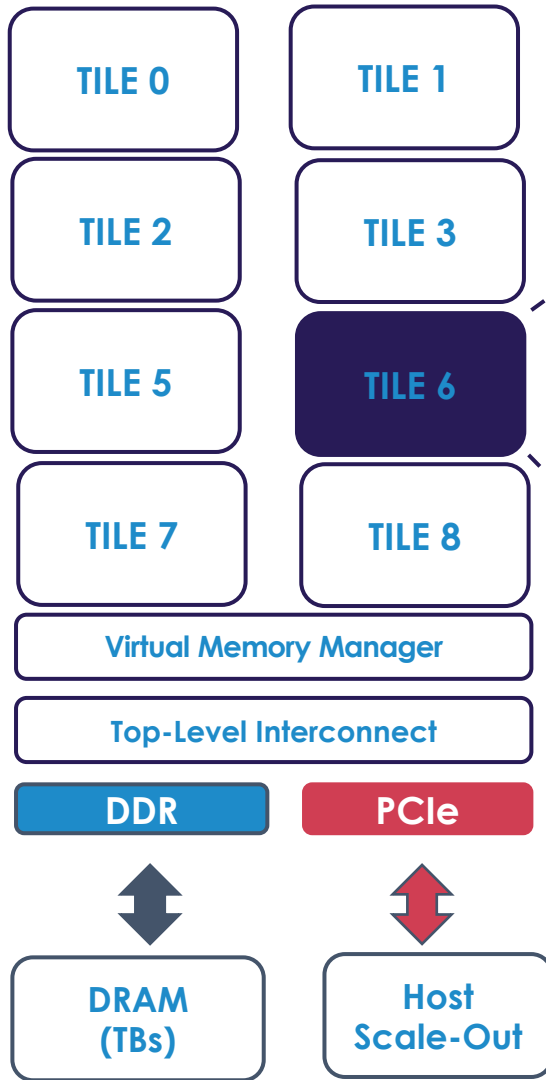 TILE 0
TILE 1
TILE 2
TILE 3
TILE 5
TILE 6
TILE 7
TILE 8
Virtual Memory Manager
Top-Level Interconnect
DDR
PCIe
DRAM
(TBs)
Host
Scale-Out